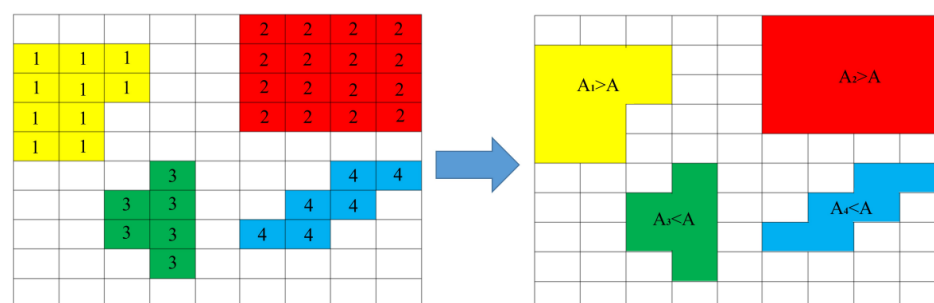 2 2 2 2
1 1 1 2 2 2 2
1 1 1 2 2 2 2
1 1 2 2 2 2
1 1
3 4 4
3 3 4 4
3 3 4 4
3
A₁>A
A₂>A
A₃<A
A₄<A